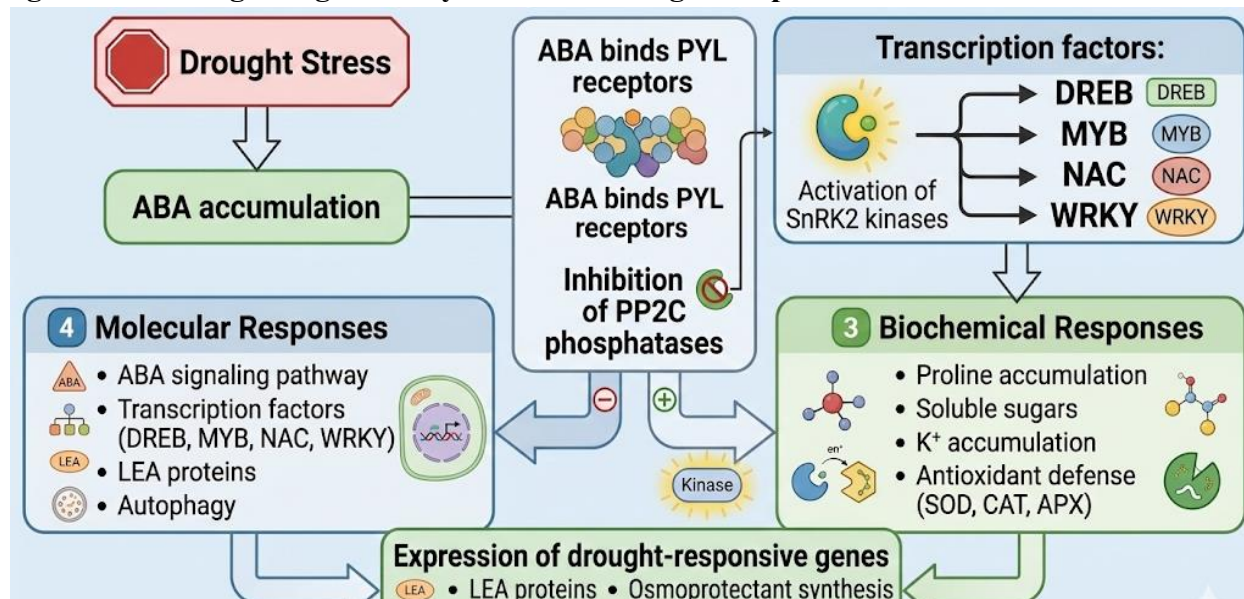 Drought Stress
ABA accumulation
ABA binds PYL
receptors
ABA binds PYL
receptors
Inhibition
of PP2C
phosphatases
Transcription factors:
Activation of
SnRK2 kinases
DREB DREB
MYB MYB
NAC NAC
WRKY WRKY
4 Molecular Responses
ABA • ABA signaling pathway
• Transcription factors
(DREB, MYB, NAC, WRKY)
LEA • LEA proteins
• Autophagy
Kinase
3 Biochemical Responses
• Proline accumulation
• Soluble sugars
• K⁺ accumulation
en⁺ • Antioxidant defense
(SOD, CAT, APX)
Expression of drought-responsive genes
LEA • LEA proteins • Osmoprotectant synthesis